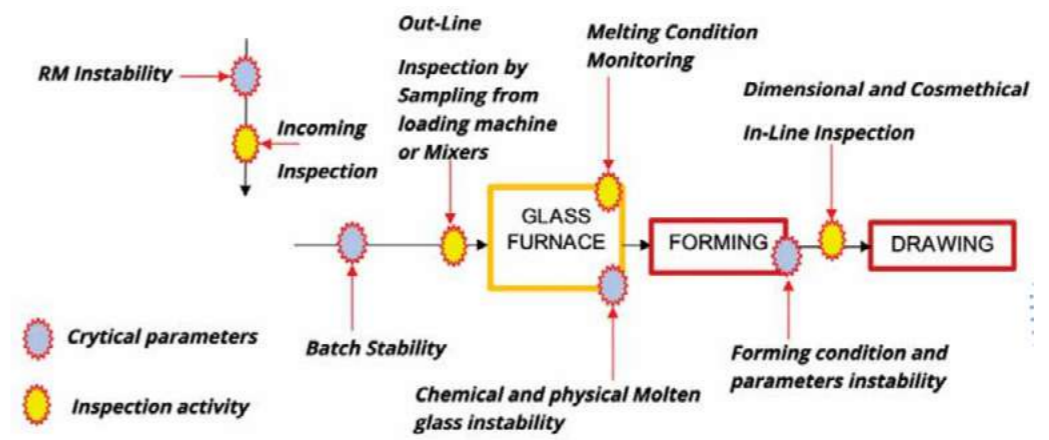 Out-Line
Melting Condition
Monitoring
RM Instability
Inspection by
Sampling from
loading machine
or Mixers
Dimensional and Cosmethical
In-Line Inspection
Incoming
Inspection
GLASS
FURNACE
FORMING
DRAWING
Crytical parameters
Batch Stability
Forming condition and
parameters instability
Chemical and physical Molten
glass instability
Inspection activity